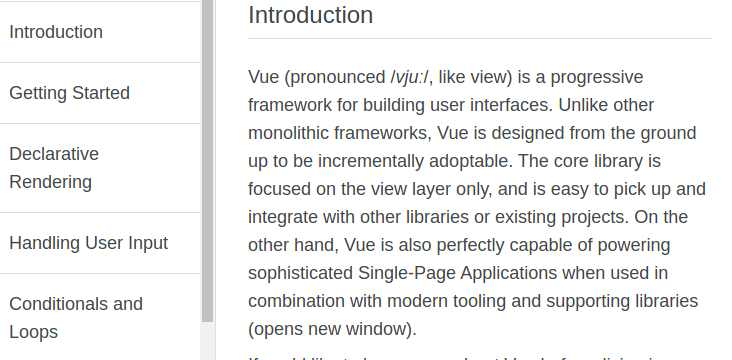 Introduction
Getting Started
Declarative
Rendering
Handling User Input
Conditionals and
Loops
Introduction
Vue (pronounced /vjuː/, like view) is a progressive
framework for building user interfaces. Unlike other
monolithic frameworks, Vue is designed from the ground
up to be incrementally adoptable. The core library is
focused on the view layer only, and is easy to pick up and
integrate with other libraries or existing projects. On the
other hand, Vue is also perfectly capable of powering
sophisticated Single-Page Applications when used in
combination with modern tooling and supporting libraries
(opens new window).